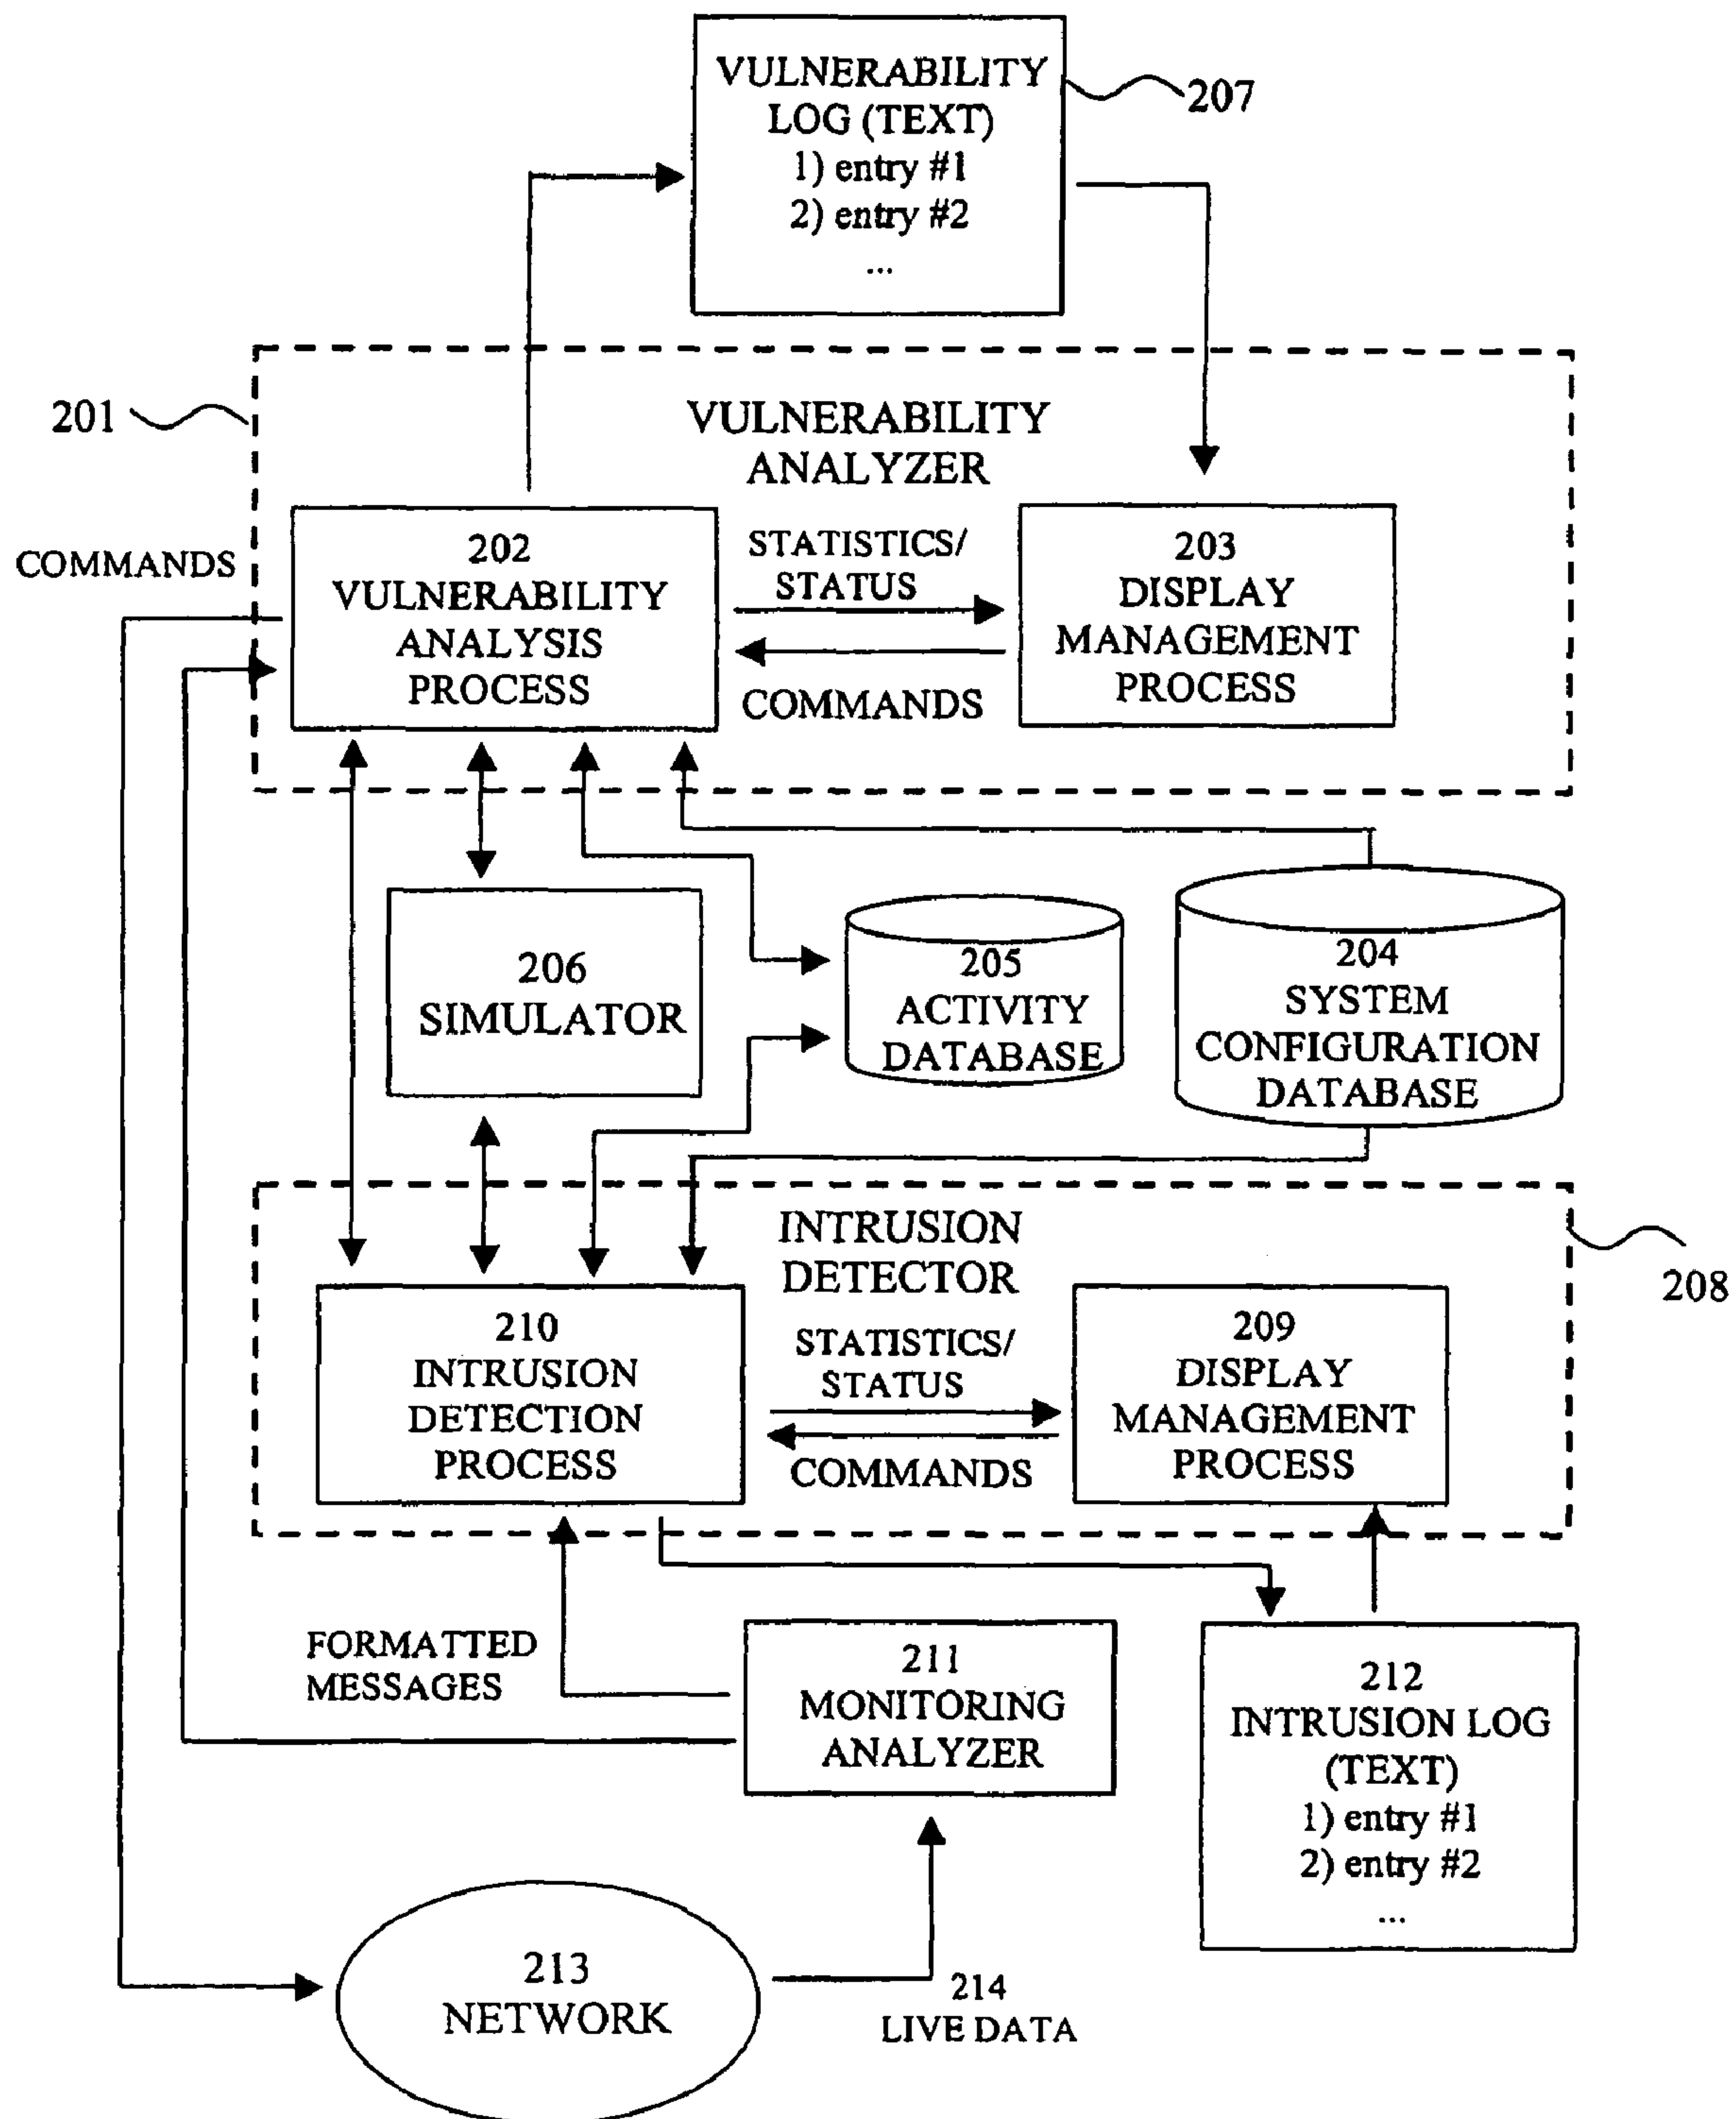 VULNERABILITY
LOG (TEXT)
1) entry #1
2) entry #2
...
207
201
VULNERABILITY
ANALYZER
COMMANDS
202
VULNERABILITY
ANALYSIS
PROCESS
STATISTICS/
STATUS
COMMANDS
203
DISPLAY
MANAGEMENT
PROCESS
206
SIMULATOR
205
ACTIVITY
DATABASE
204
SYSTEM
CONFIGURATION
DATABASE
INTRUSION
DETECTOR
208
210
INTRUSION
DETECTION
PROCESS
STATISTICS/
STATUS
COMMANDS
209
DISPLAY
MANAGEMENT
PROCESS
FORMATTED
MESSAGES
211
MONITORING
ANALYZER
212
INTRUSION LOG
(TEXT)
1) entry #1
2) entry #2
...
213
NETWORK
214
LIVE DATA